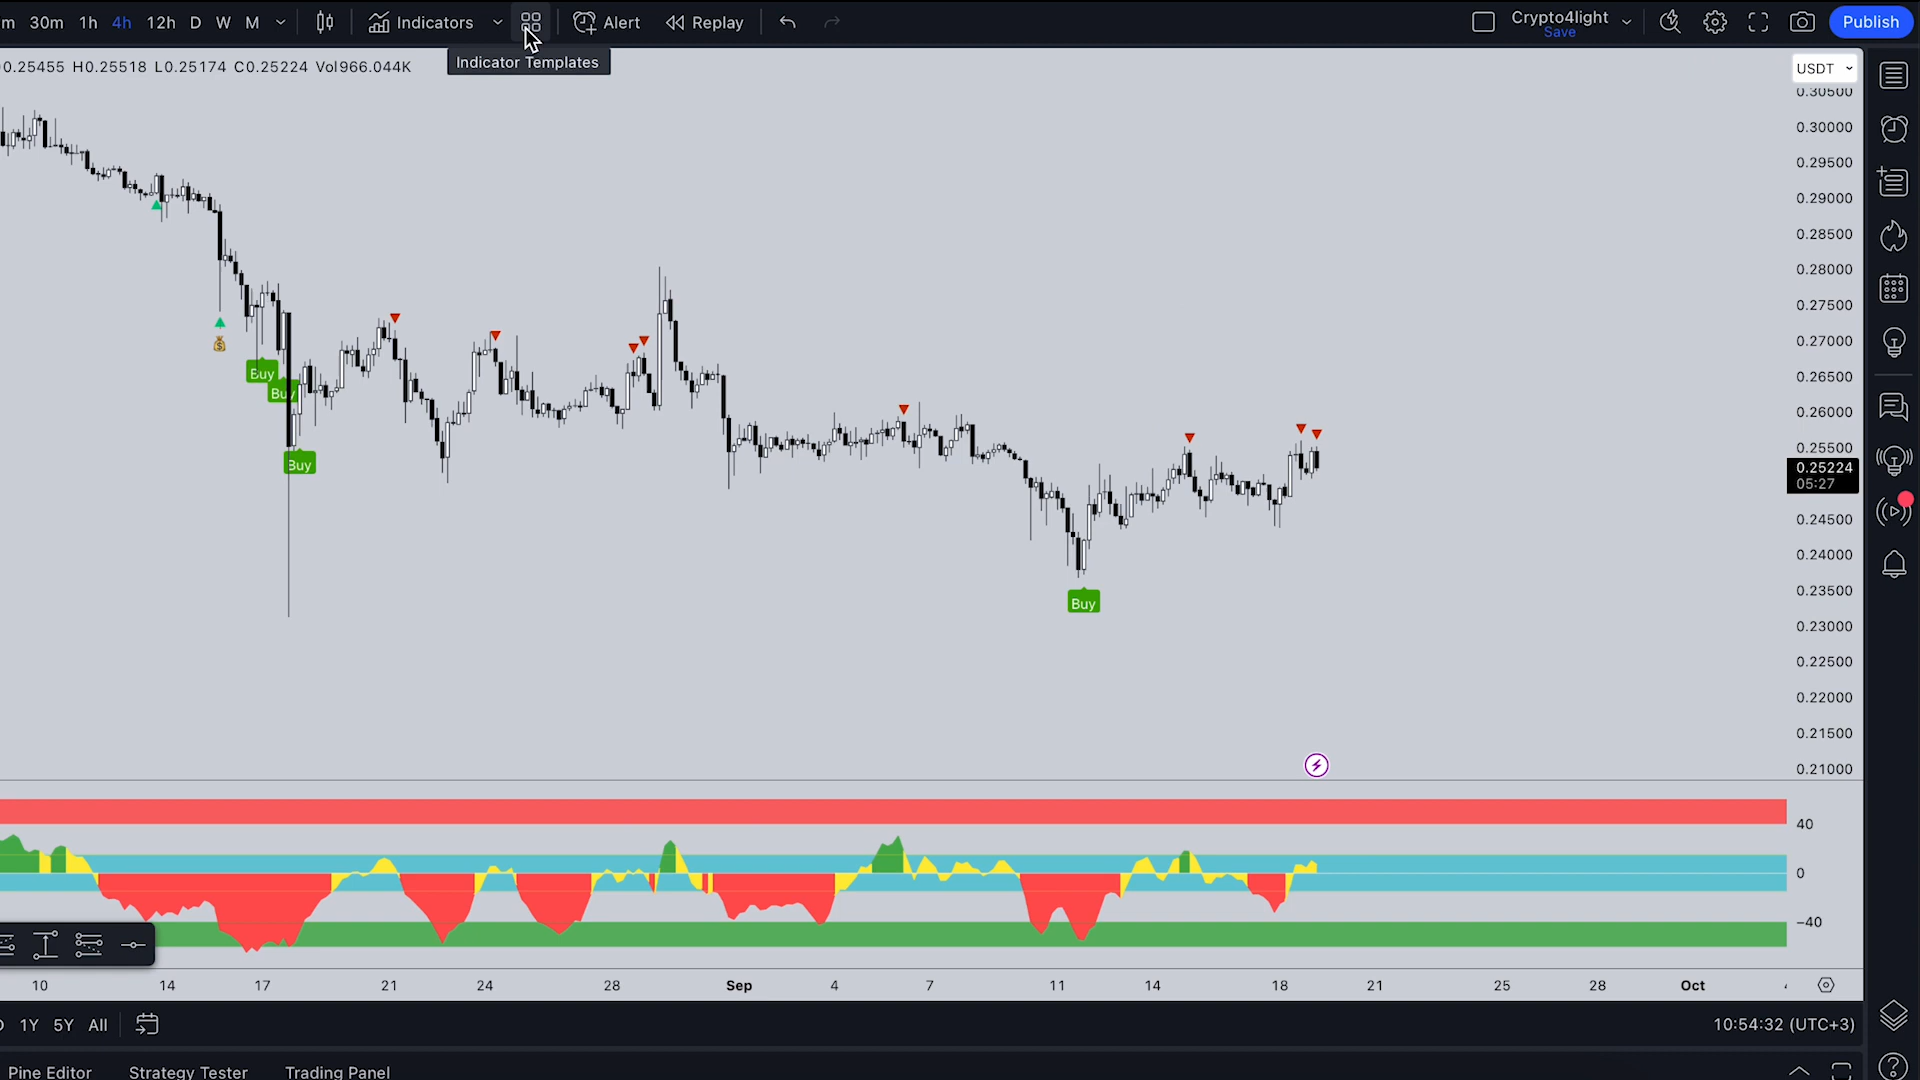 m 30m 1h 4h 12h D W M Indicators Alert Replay Crypto4light Save Publish
Indicator Templates
0.25455 H0.25518 L0.25174 C0.25224 Vol966.044K
USDT
0.30500
0.30000
0.29500
0.29000
0.28500
0.28000
0.27500
0.27000
0.26500
0.26000
0.25500
0.25224
05:27
0.24500
0.24000
0.23500
0.23000
0.22500
0.22000
0.21500
0.21000
Buy
Buy
Buy
Buy
40
0
−40
10 14 17 21 24 28 Sep 4 7 11 14 18 21 25 28 Oct
1Y 5Y All 10:54:32 (UTC+3)
Pine Editor Strategy Tester Trading Panel